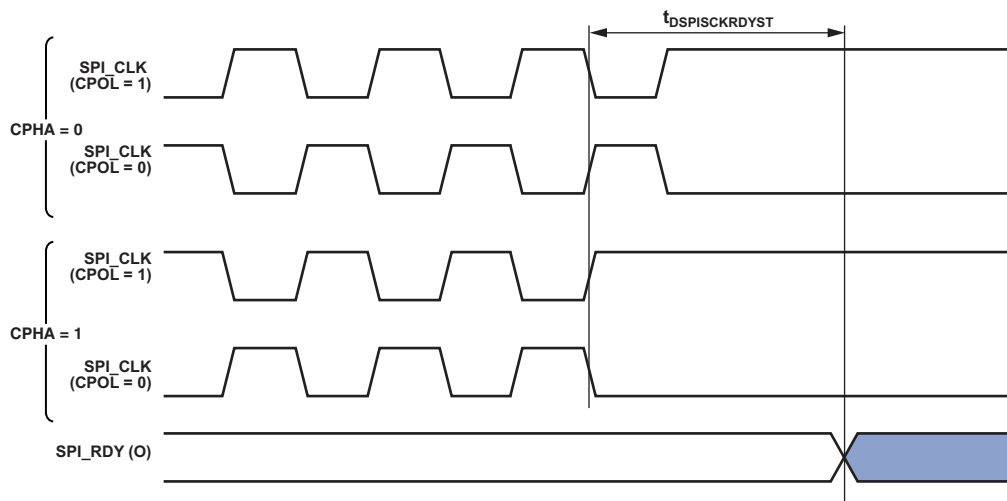 tDSPISCKRDYST
SPI_CLK
(CPOL = 1)
CPHA = 0
SPI_CLK
(CPOL = 0)
SPI_CLK
(CPOL = 1)
CPHA = 1
SPI_CLK
(CPOL = 0)
SPI_RDY (O)